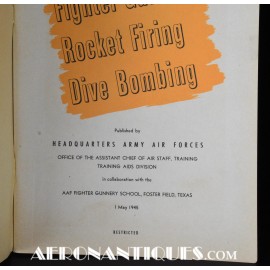 Fighter
Rocket Firing
Dive Bombing
Published by
HEADQUARTERS ARMY AIR FORCES
OFFICE OF THE ASSISTANT CHIEF OF AIR STAFF, TRAINING
TRAINING AIDS DIVISION
in collaboration with the
AAF FIGHTER GUNNERY SCHOOL, FOSTER FIELD, TEXAS
1 May 1945
RESTRICTED
AERONANTIQUES.COM